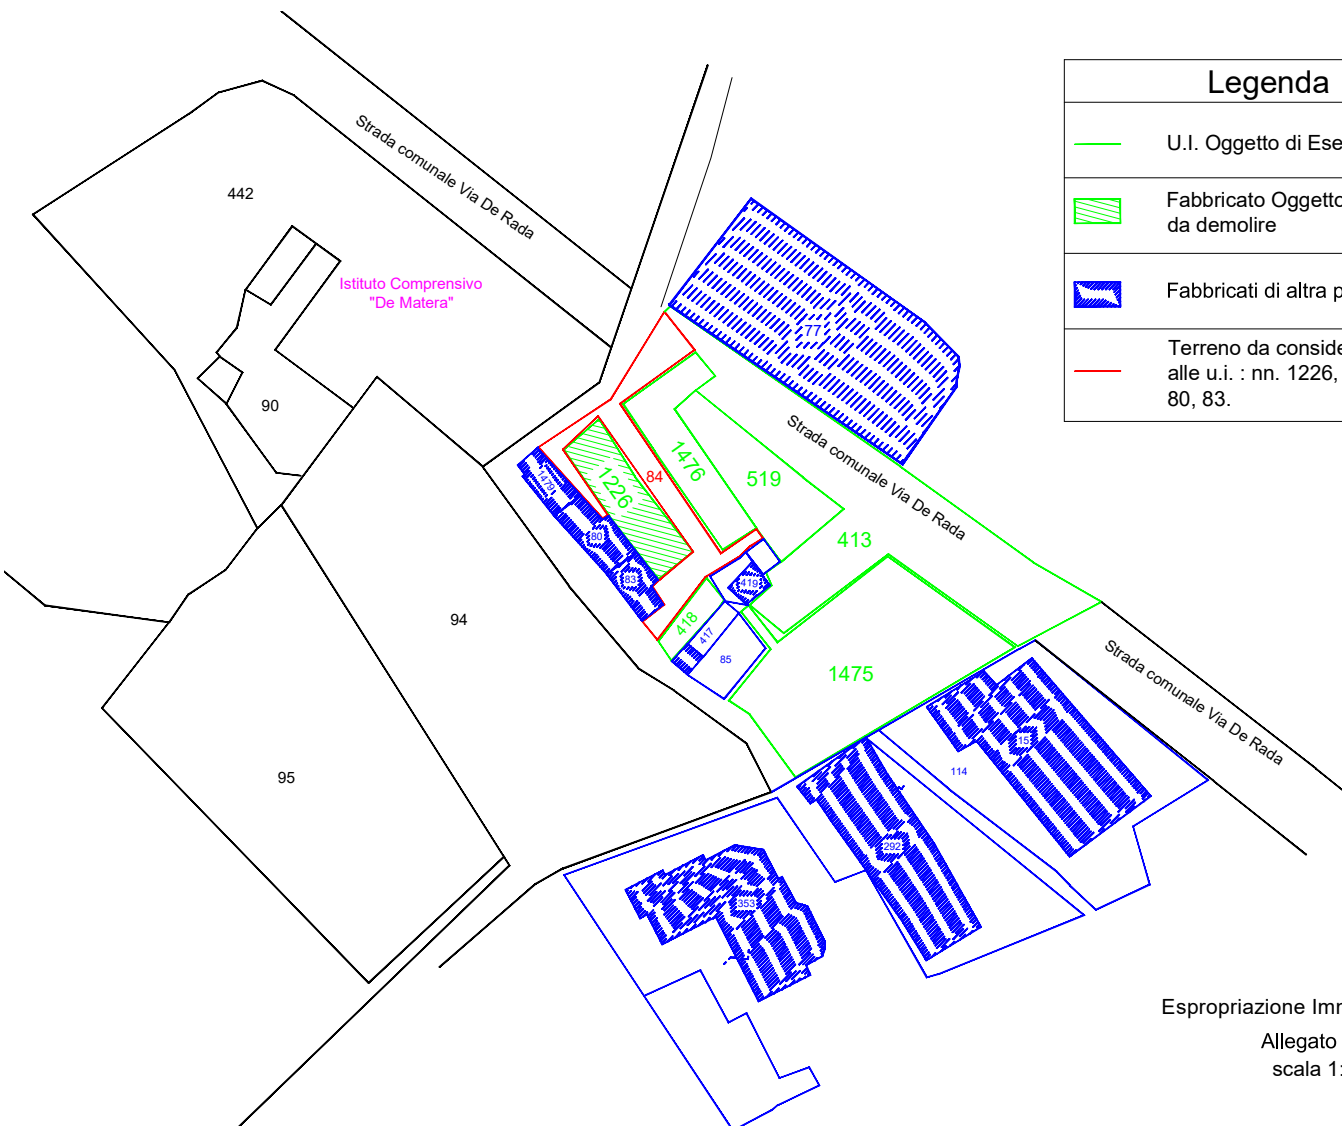 Legenda
U.I. Oggetto di Ese
Fabbricato Oggetto
da demolire
Fabbricati di altra p
Terreno da conside
alle u.i. : nn. 1226,
80, 83.
Strada comunale Via De Rada
442
Istituto Comprensivo
"De Matera"
90
77
Strada comunale Via De Rada
1479
1226
84
1476
519
80
83
413
419
418
417
85
94
1475
Strada comunale Via De Rada
95
15
114
292
353
Espropriazione Imm
Allegato
scala 1: